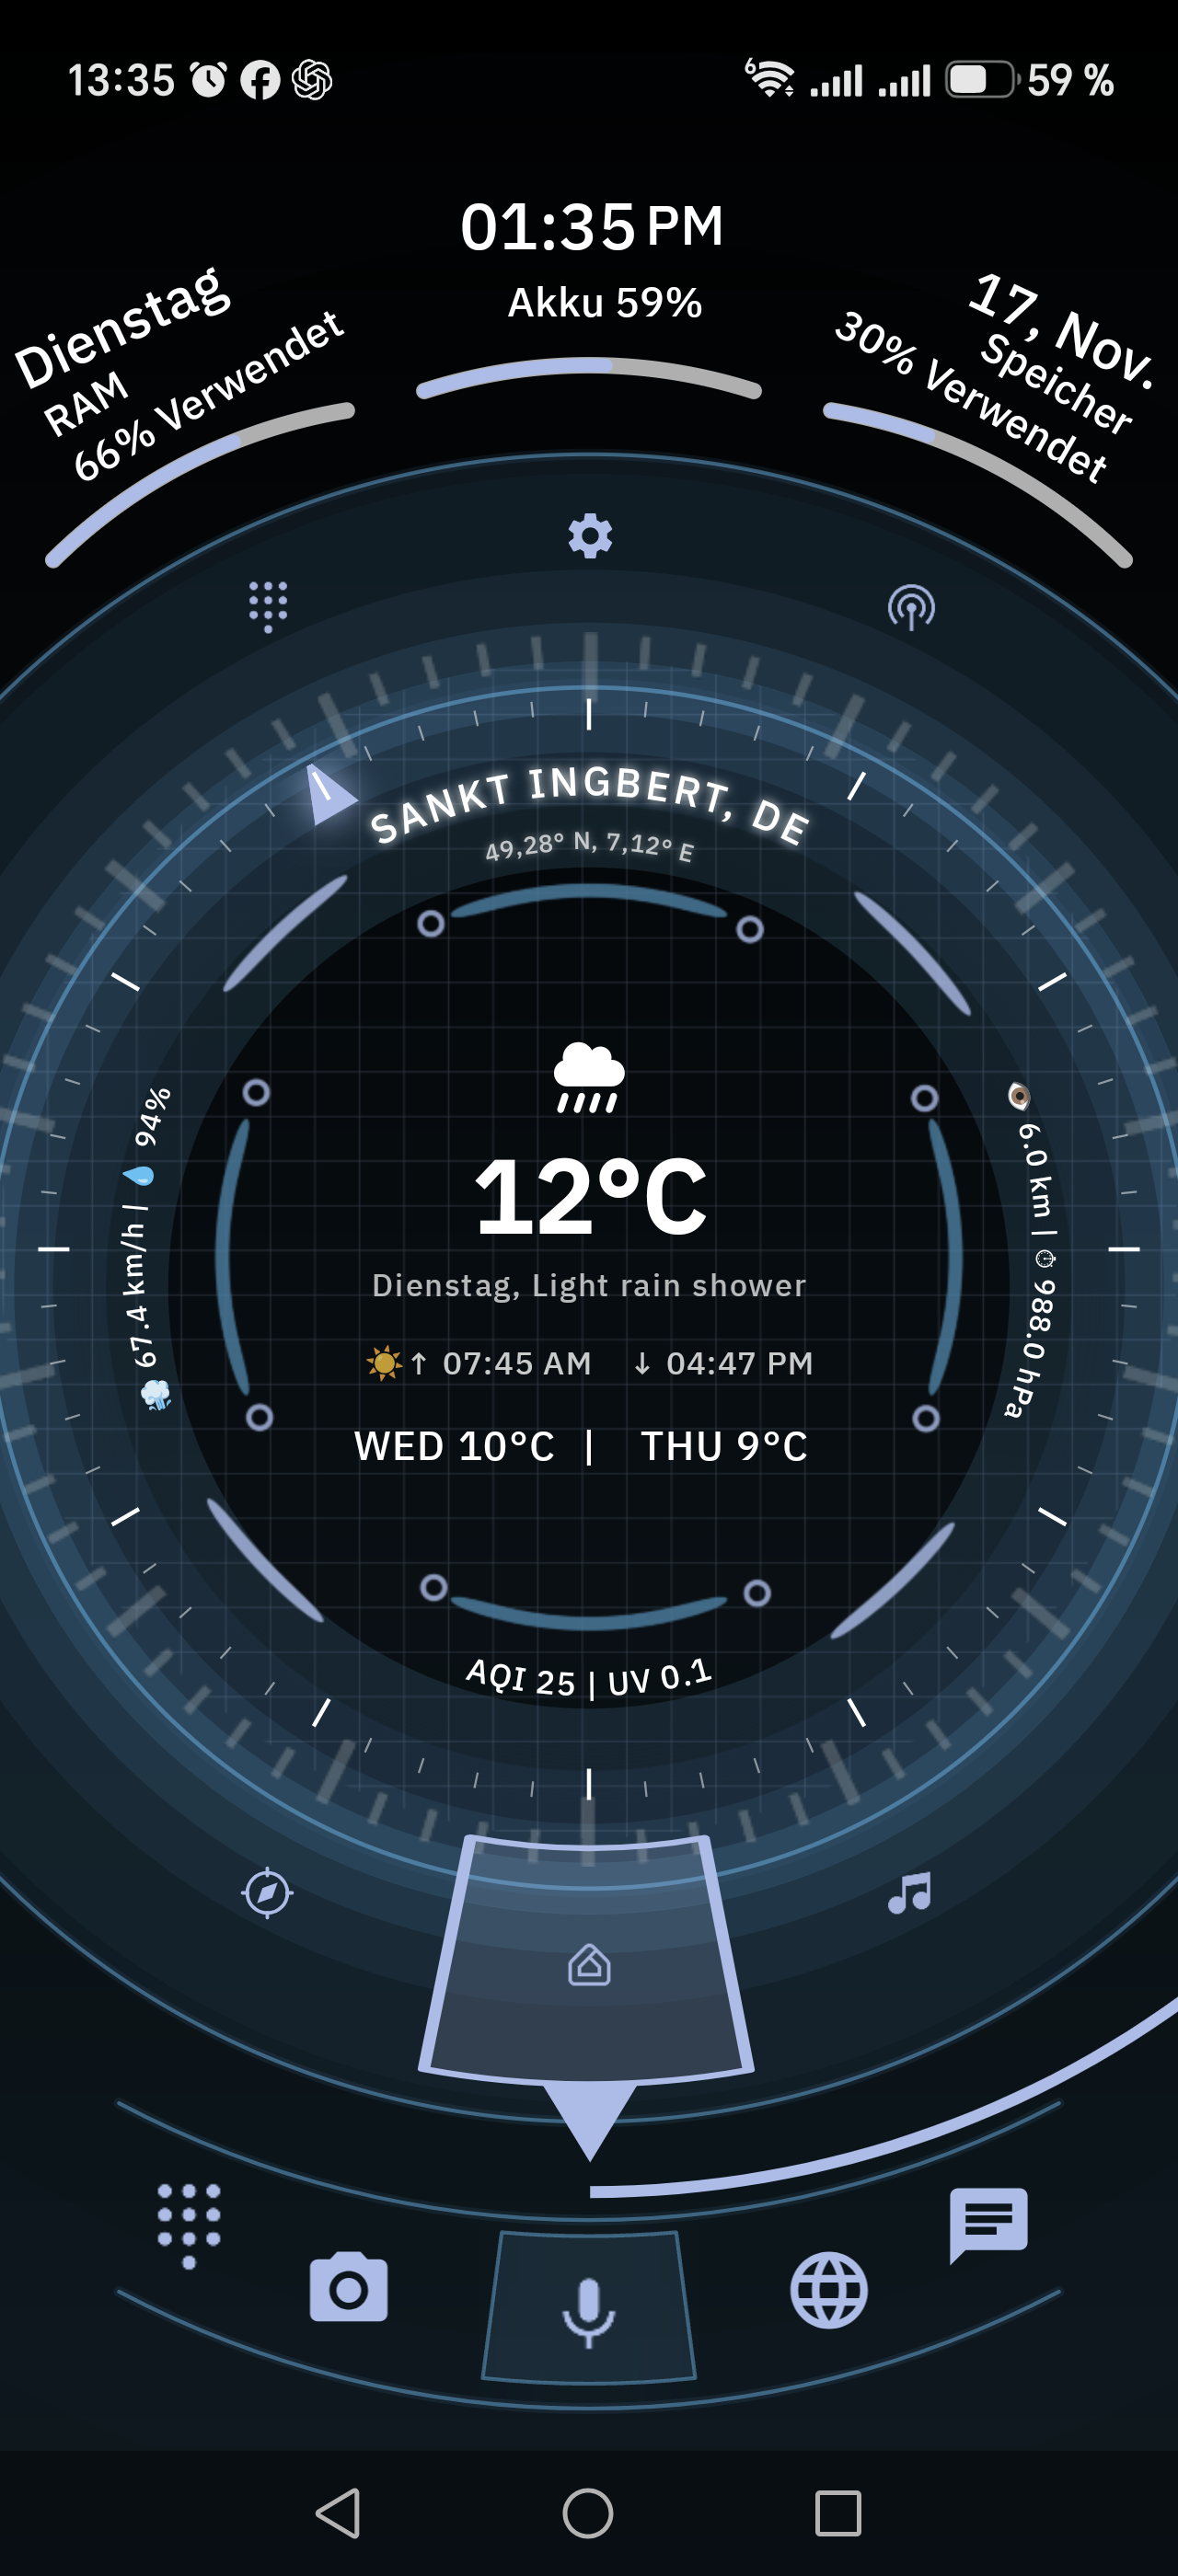 13:35
6
59 %
01:35 PM
Akku 59%
Dienstag
RAM
66% Verwendet
17, Nov.
Speicher
30% Verwendet
SANKT INGBERT, DE
49,28° N, 7,12° E
💨 67.4 km/h | 💧 94%
👁 6.0 km | ⏱ 988.0 hPa
12°C
Dienstag, Light rain shower
☀️↑ 07:45 AM ↓ 04:47 PM
WED 10°C | THU 9°C
AQI 25 | UV 0.1